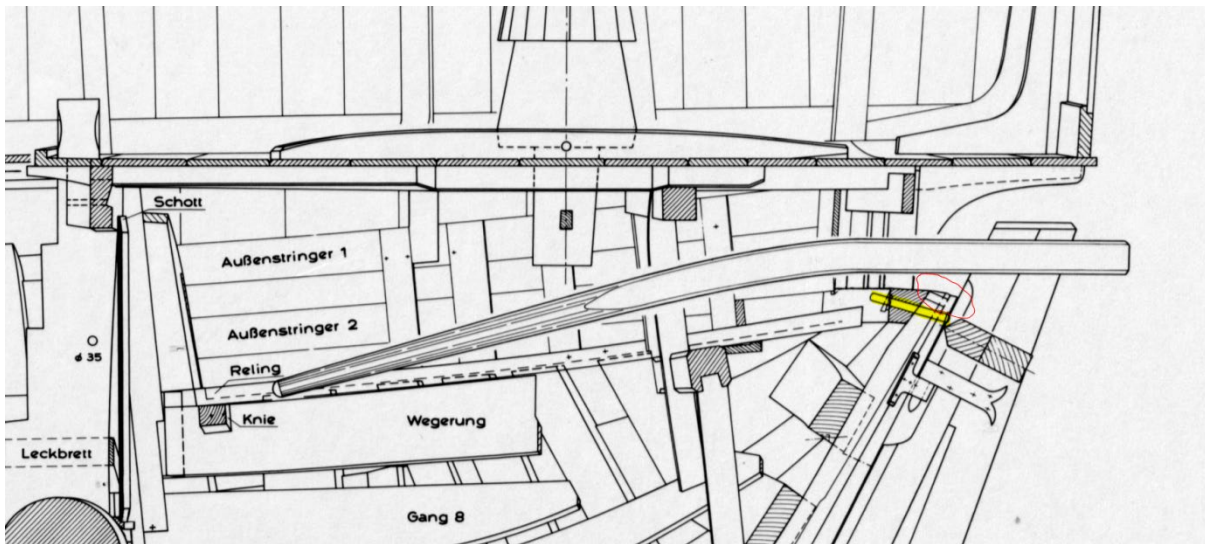 Schott
Außenstringer 1
Außenstringer 2
ø 35
Reling
Knie
Wegerung
Leckbrett
Gang 8